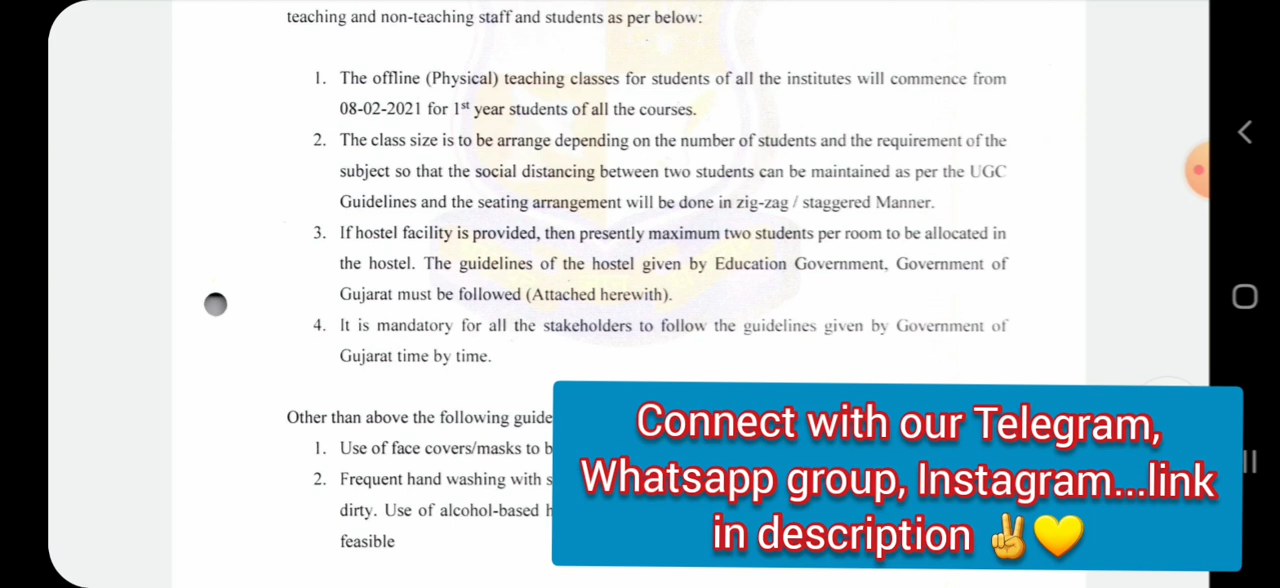 teaching and non-teaching staff and students as per below:
1. The offline (Physical) teaching classes for students of all the institutes will commence from
08-02-2021 for 1st year students of all the courses.
2. The class size is to be arrange depending on the number of students and the requirement of the
subject so that the social distancing between two students can be maintained as per the UGC
Guidelines and the seating arrangement will be done in zig-zag / staggered Manner.
3. If hostel facility is provided, then presently maximum two students per room to be allocated in
the hostel. The guidelines of the hostel given by Education Government, Government of
Gujarat must be followed (Attached herewith).
4. It is mandatory for all the stakeholders to follow the guidelines given by Government of
Gujarat time by time.
Other than above the following guide
1. Use of face covers/masks to b
2. Frequent hand washing with s
dirty. Use of alcohol-based h
feasible
Connect with our Telegram,
Whatsapp group, Instagram...link
in description ✌️💛